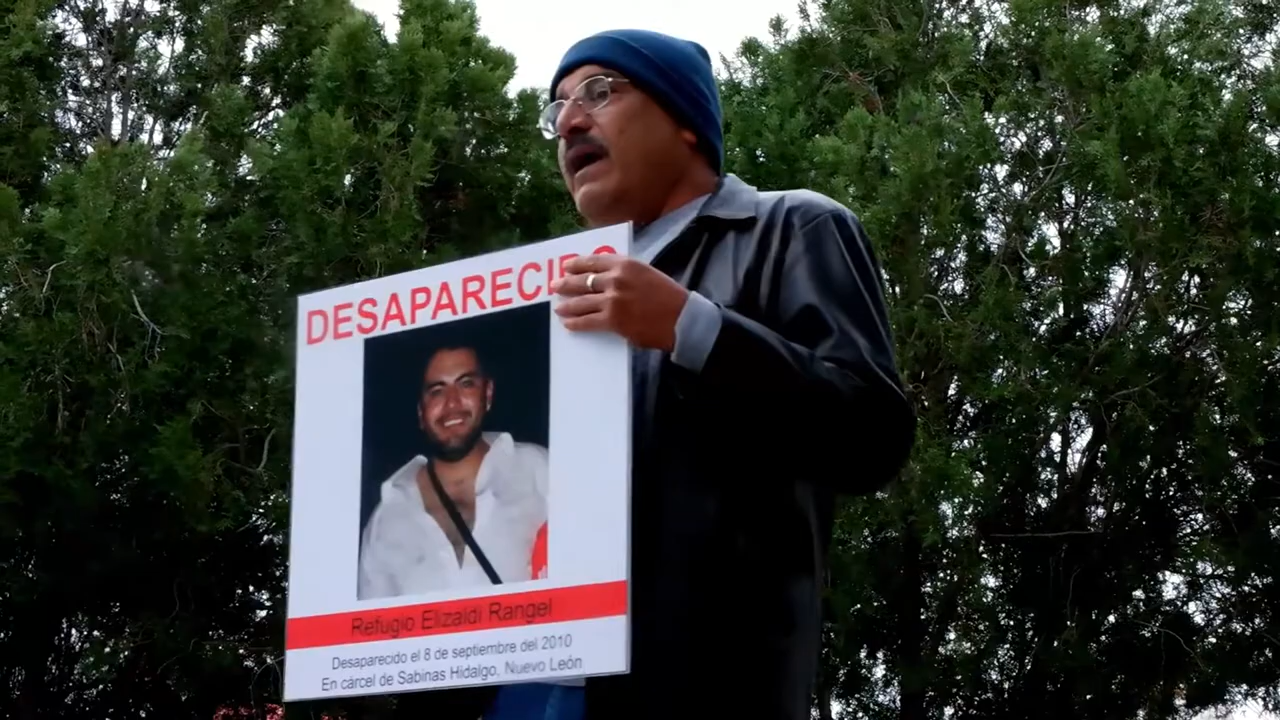 DESAPARECIDO
Refugio Elizaldi Rangel
Desaparecido el 8 de septiembre del 2010
En cárcel de Sabinas Hidalgo, Nuevo León